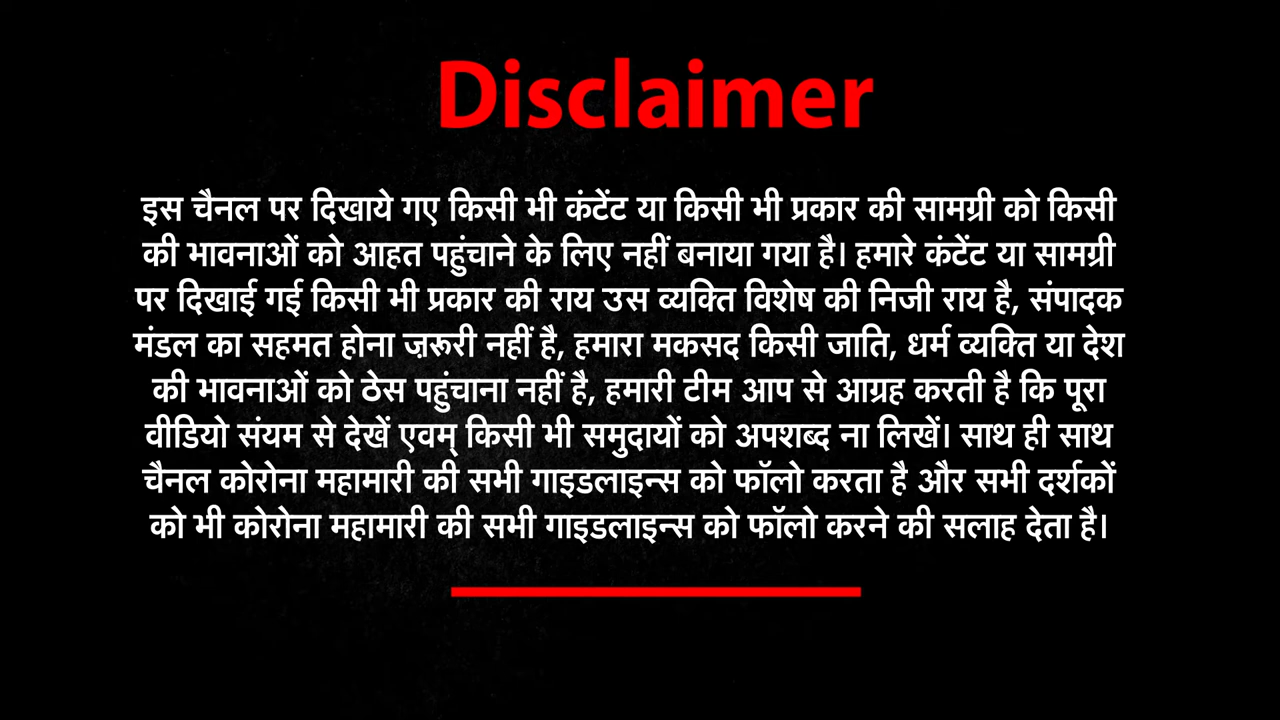 Disclaimer
इस चैनल पर दिखाये गए किसी भी कंटेंट या किसी भी प्रकार की सामग्री को किसी
की भावनाओं को आहत पहुंचाने के लिए नहीं बनाया गया है। हमारे कंटेंट या सामग्री
पर दिखाई गई किसी भी प्रकार की राय उस व्यक्ति विशेष की निजी राय है, संपादक
मंडल का सहमत होना ज़रूरी नहीं है, हमारा मकसद किसी जाति, धर्म व्यक्ति या देश
की भावनाओं को ठेस पहुंचाना नहीं है, हमारी टीम आप से आग्रह करती है कि पूरा
वीडियो संयम से देखें एवम् किसी भी समुदायों को अपशब्द ना लिखें। साथ ही साथ
चैनल कोरोना महामारी की सभी गाइडलाइन्स को फॉलो करता है और सभी दर्शकों
को भी कोरोना महामारी की सभी गाइडलाइन्स को फॉलो करने की सलाह देता है।